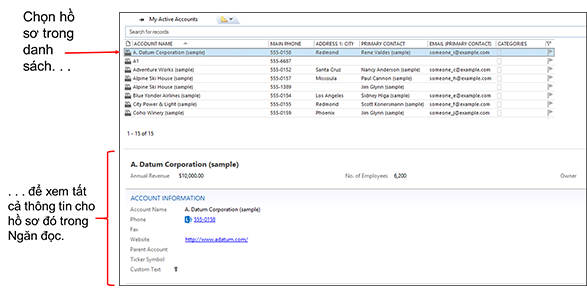 Chọn hồ
sơ trong
danh
sách. . .
My Active Accounts
Search for records
ACCOUNT NAME MAIN PHONE ADDRESS 1: CITY PRIMARY CONTACT EMAIL (PRIMARY CONTACT) CATEGORIES
A. Datum Corporation (sample) 555-0158 Redmond Rene Valdes (sample) someone_i@example.com
A1 555-6687
Adventure Works (sample) 555-0152 Santa Cruz Nancy Anderson (sample) someone_c@example.com
Alpine Ski House (sample) 555-0157 Missoula Paul Cannon (sample) someone_h@example.com
Alpine Ski House (sample) 555-1389 Jim Glynn (sample)
Blue Yonder Airlines (sample) 555-0154 Los Angeles Sidney Higa (sample) someone_e@example.com
City Power & Light (sample) 555-0155 Redmond Scott Konersmann (sample) someone_f@example.com
Coho Winery (sample) 555-0159 Phoenix Jim Glynn (sample) someone_j@example.com
1 - 15 of 15
. . . để xem tất
cả thông tin cho
hồ sơ đó trong
Ngăn đọc.
A. Datum Corporation (sample)
Annual Revenue $10,000.00 No. of Employees 6,200 Owner
ACCOUNT INFORMATION
Account Name A. Datum Corporation (sample)
Phone 555-0158
Fax
Website http://www.adatum.com/
Parent Account
Ticker Symbol
Custom Text